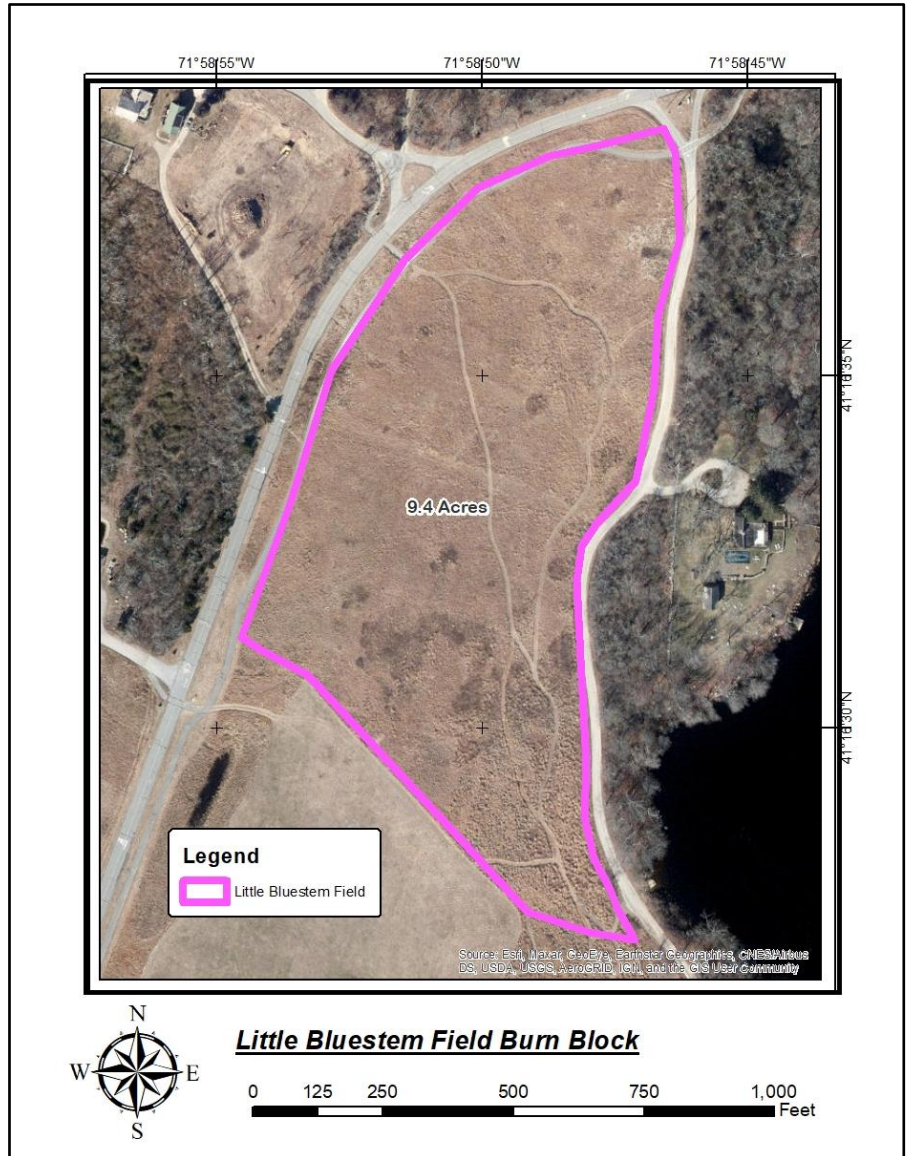 71°58'55"W 71°58'50"W 71°58'45"W
41°16'35"N
9.4 Acres
41°16'30"N
Legend
Little Bluestem Field
Source: Esri, Maxar, GeoEye, Earthstar Geographics, CNES/Airbus
DS, USDA, USGS, AeroGRID, IGN, and the GIS User Community
N
W E
S
Little Bluestem Field Burn Block
0 125 250 500 750 1,000
Feet